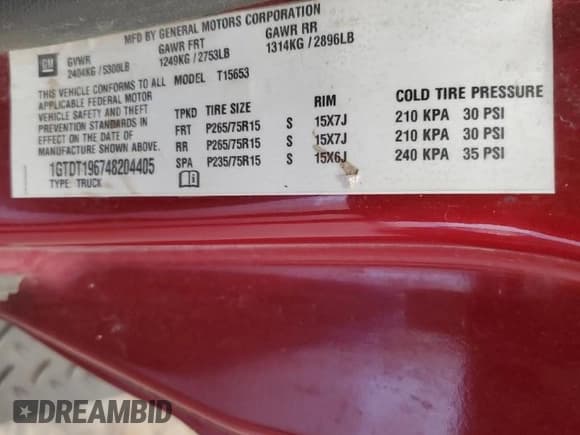 MFD BY GENERAL MOTORS CORPORATION
GM GVWR GAWR FRT GAWR RR
2404KG / 5300LB 1249KG / 2753LB 1314KG / 2896LB
THIS VEHICLE CONFORMS TO ALL MODEL T15653
APPLICABLE FEDERAL MOTOR
VEHICLE SAFETY AND THEFT
PREVENTION STANDARDS IN
EFFECT ON THE DATE OF
MANUFACTURE SHOWN ABOVE.
1GTDT196748204405
TYPE: TRUCK
TPKD TIRE SIZE RIM COLD TIRE PRESSURE
FRT P265/75R15 S 15X7J 210 KPA 30 PSI
RR P265/75R15 S 15X7J 210 KPA 30 PSI
SPA P235/75R15 S 15X6J 240 KPA 35 PSI
DREAMBID